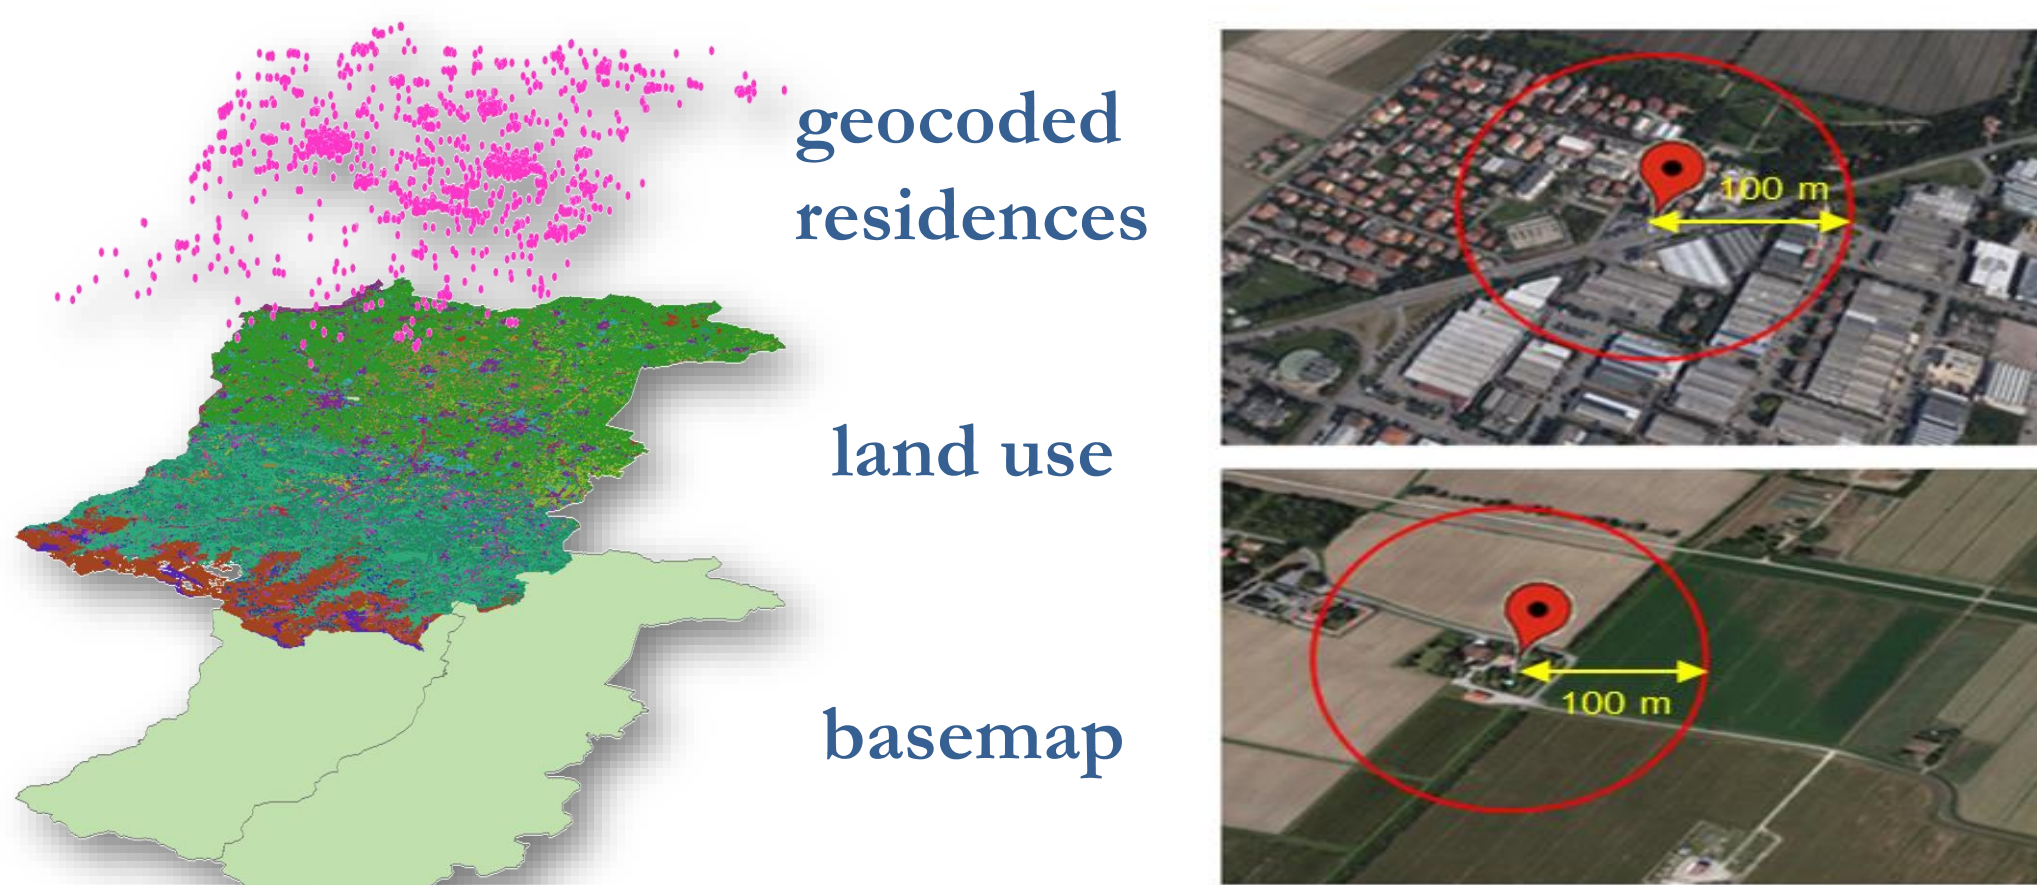 geocoded
residences
land use
basemap
100 m
100 m